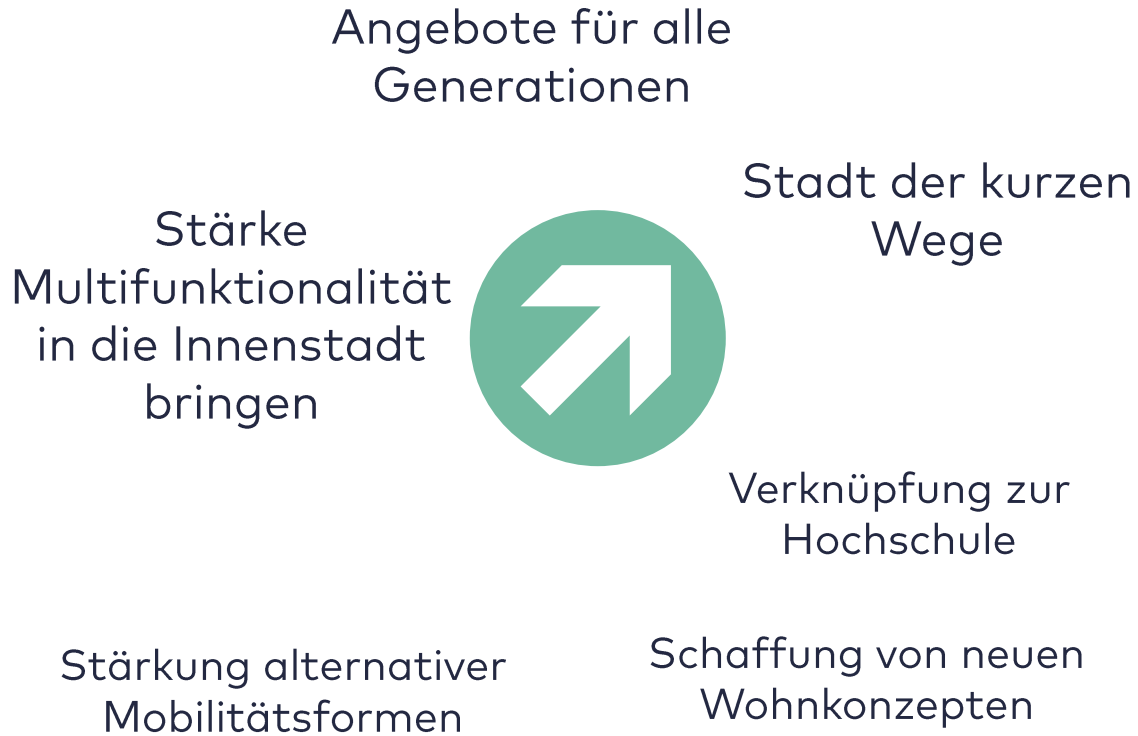 Angebote für alle
Generationen
Stadt der kurzen
Wege
Stärke
Multifunktionalität
in die Innenstadt
bringen
Verknüpfung zur
Hochschule
Schaffung von neuen
Wohnkonzepten
Stärkung alternativer
Mobilitätsformen